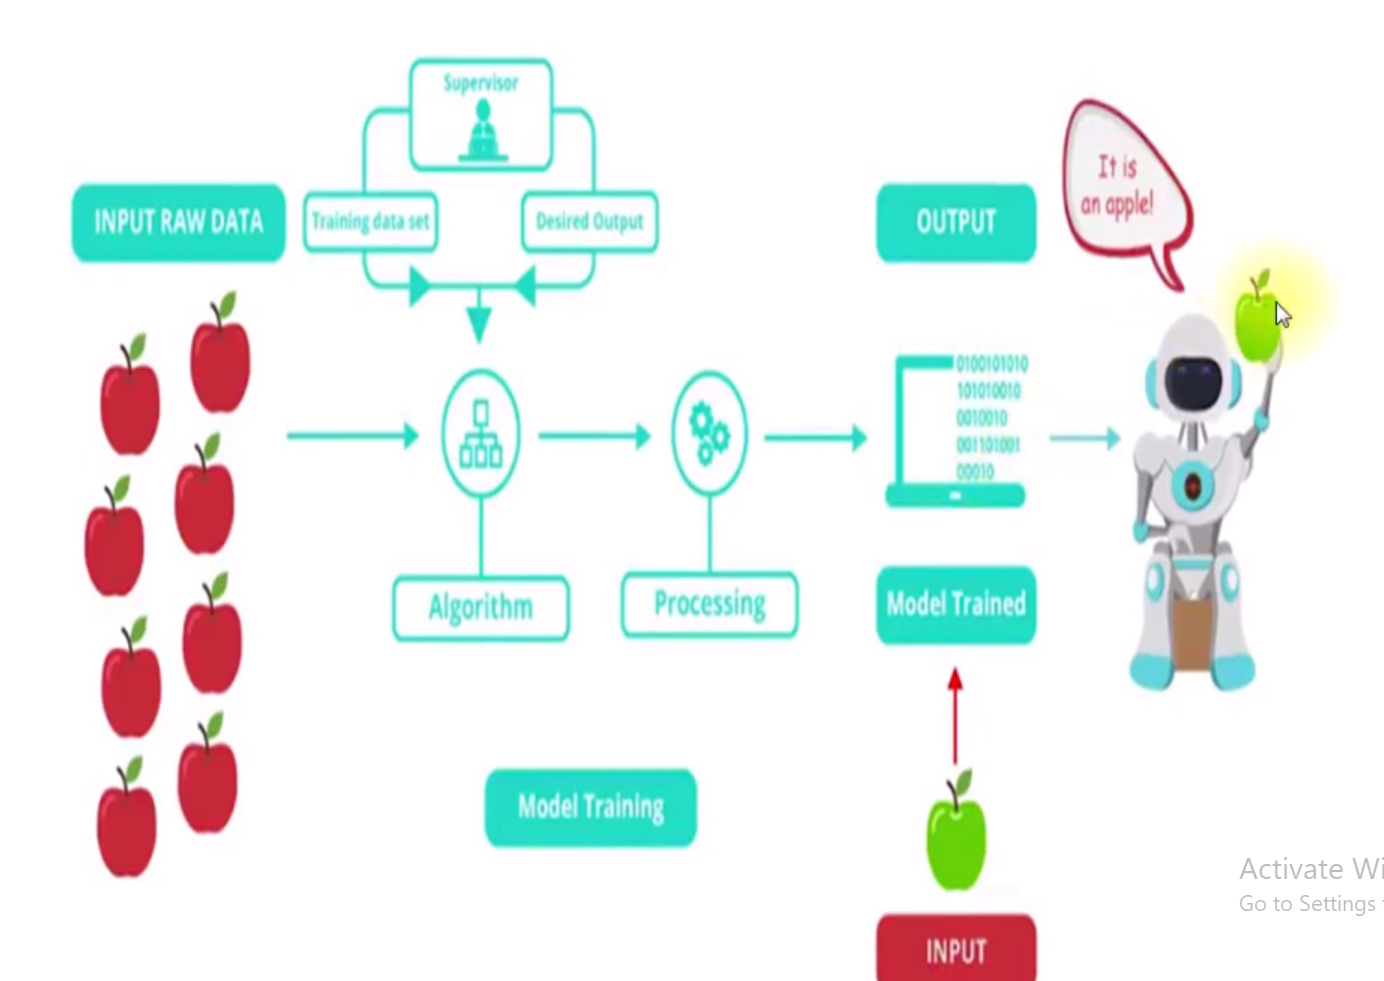 Supervisor
INPUT RAW DATA
Training data set
Desired Output
OUTPUT
It is
an apple!
0100101010
101010010
0010010
001101001
00010
Algorithm
Processing
Model Trained
Model Training
INPUT
Activate Wi
Go to Settings